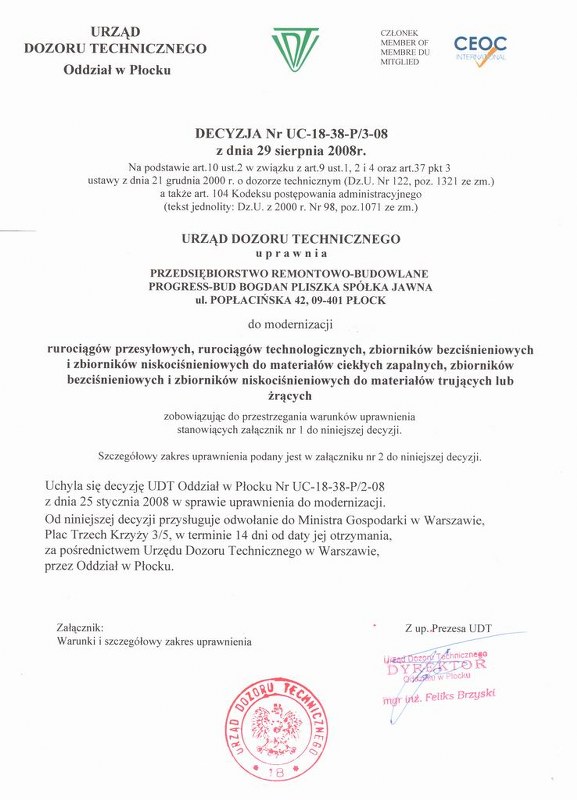 URZĄD
DOZORU TECHNICZNEGO
Oddział w Płocku
UDT
CZŁONEK
MEMBER OF
MEMBRE DU
MITGLIED
CEOC
INTERNATIONAL
DECYZJA Nr UC-18-38-P/3-08
z dnia 29 sierpnia 2008r.
Na podstawie art.10 ust.2 w związku z art.9 ust.1, 2 i 4 oraz art.37 pkt 3
ustawy z dnia 21 grudnia 2000 r. o dozorze technicznym (Dz.U. Nr 122, poz. 1321 ze zm.)
a także art. 104 Kodeksu postępowania administracyjnego
(tekst jednolity: Dz.U. z 2000 r. Nr 98, poz.1071 ze zm.)
URZĄD DOZORU TECHNICZNEGO
u p r a w n i a
PRZEDSIĘBIORSTWO REMONTOWO-BUDOWLANE
PROGRESS-BUD BOGDAN PLISZKA SPÓŁKA JAWNA
ul. POPŁACIŃSKA 42, 09-401 PŁOCK
do modernizacji
rurociągów przesyłowych, rurociągów technologicznych, zbiorników bezciśnieniowych
i zbiorników niskociśnieniowych do materiałów ciekłych zapalnych, zbiorników
bezciśnieniowych i zbiorników niskociśnieniowych do materiałów trujących lub
żrących
zobowiązując do przestrzegania warunków uprawnienia
stanowiących załącznik nr 1 do niniejszej decyzji.
Szczegółowy zakres uprawnienia podany jest w załączniku nr 2 do niniejszej decyzji.
Uchyla się decyzję UDT Oddział w Płocku Nr UC-18-38-P/2-08
z dnia 25 stycznia 2008 w sprawie uprawnienia do modernizacji.
Od niniejszej decyzji przysługuje odwołanie do Ministra Gospodarki w Warszawie,
Plac Trzech Krzyży 3/5, w terminie 14 dni od daty jej otrzymania,
za pośrednictwem Urzędu Dozoru Technicznego w Warszawie,
przez Oddział w Płocku.
Załącznik:
Warunki i szczegółowy zakres uprawnienia
Z up. Prezesa UDT
Urząd Dozoru Technicznego
DYREKTOR
Oddziału w Płocku
mgr inż. Feliks Brzyski
URZĄD DOZORU TECHNICZNEGO
* 18 *